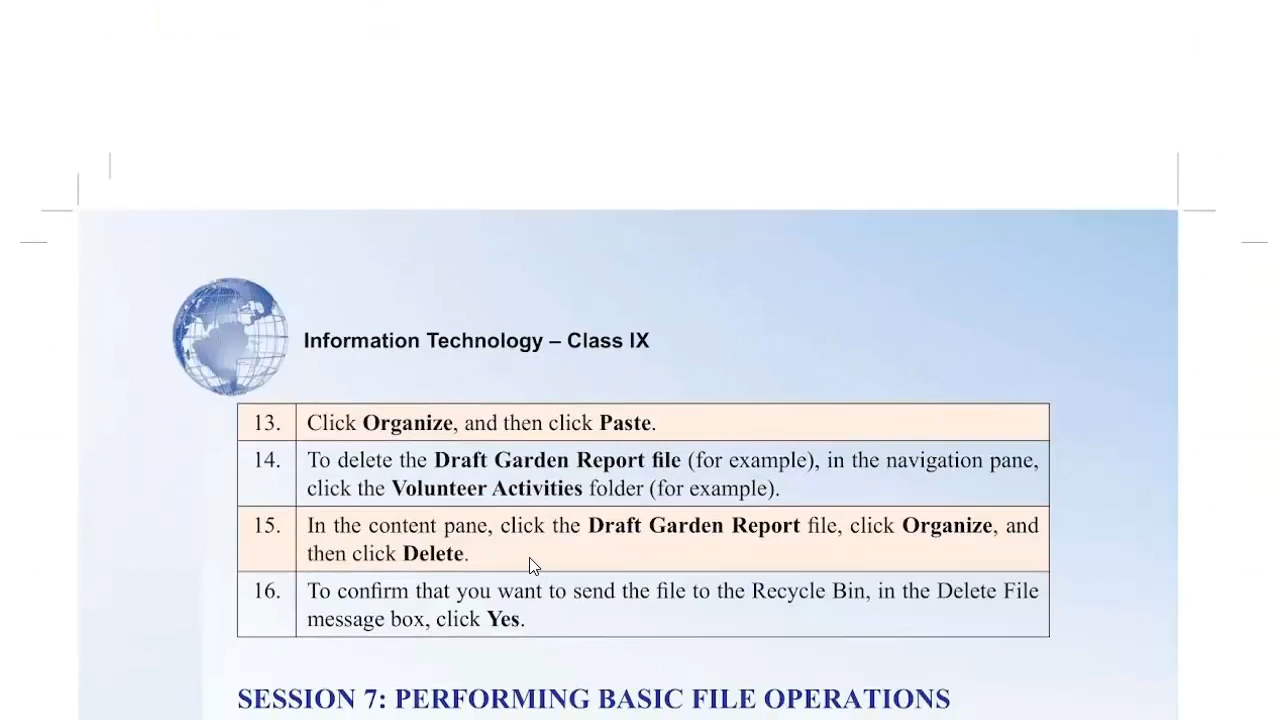 Information Technology – Class IX
13. Click Organize, and then click Paste.
14. To delete the Draft Garden Report file (for example), in the navigation pane,
click the Volunteer Activities folder (for example).
15. In the content pane, click the Draft Garden Report file, click Organize, and
then click Delete.
16. To confirm that you want to send the file to the Recycle Bin, in the Delete File
message box, click Yes.
SESSION 7: PERFORMING BASIC FILE OPERATIONS